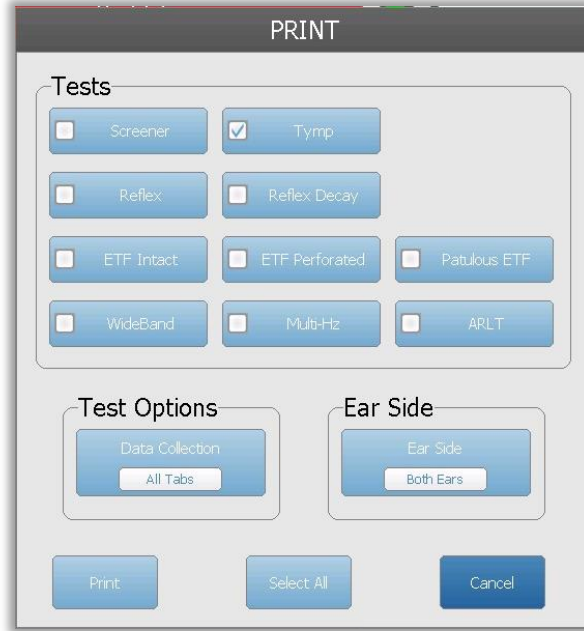 PRINT
Tests
Screener
Tymp
Reflex
Reflex Decay
ETF Intact
ETF Perforated
Patulous ETF
WideBand
Multi-Hz
ARLT
Test Options
Data Collection
All Tabs
Ear Side
Ear Side
Both Ears
Print
Select All
Cancel